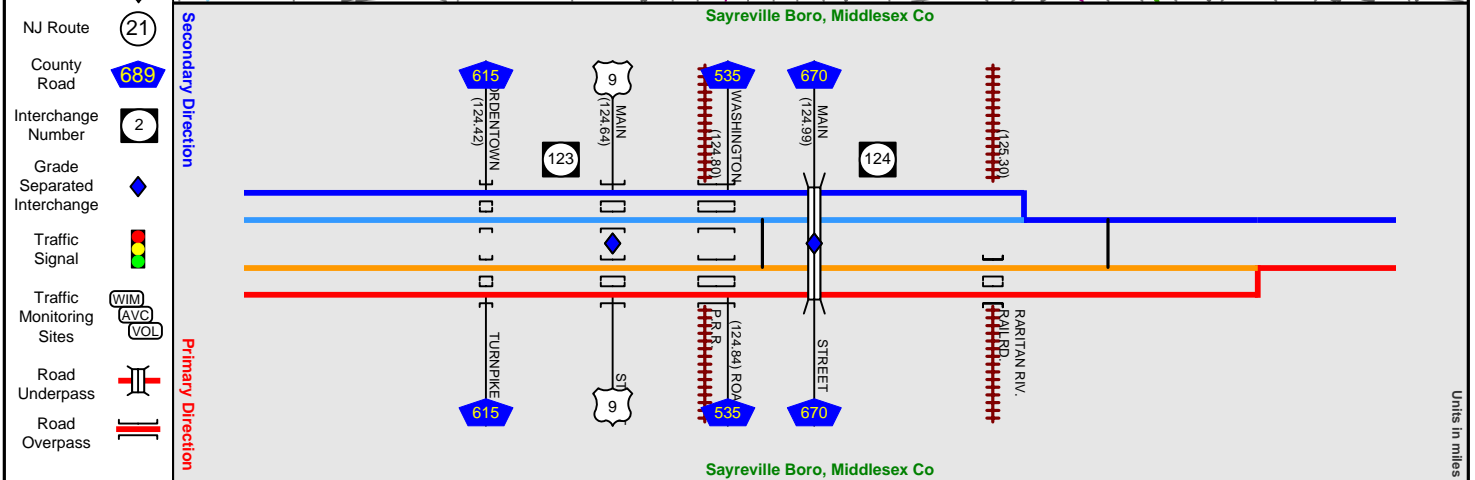 NJ Route
21
County
Road
689
Interchange
Number
2
Grade
Separated
Interchange
Traffic
Signal
Traffic
Monitoring
Sites
WIM
AVC
VOL
Road
Underpass
Road
Overpass
Secondary Direction
Primary Direction
Sayreville Boro, Middlesex Co
615
ORDENTOWN
(124.42)
123
9
MAIN
(124.64)
(124.80)
535
WASHINGTON
670
MAIN
(124.99)
124
(125.30)
TURNPIKE
615
ST
9
P.R.R.
(124.84) ROA
535
STREET
670
RARITAN RIV.
RAILRD.
Sayreville Boro, Middlesex Co
Units in miles